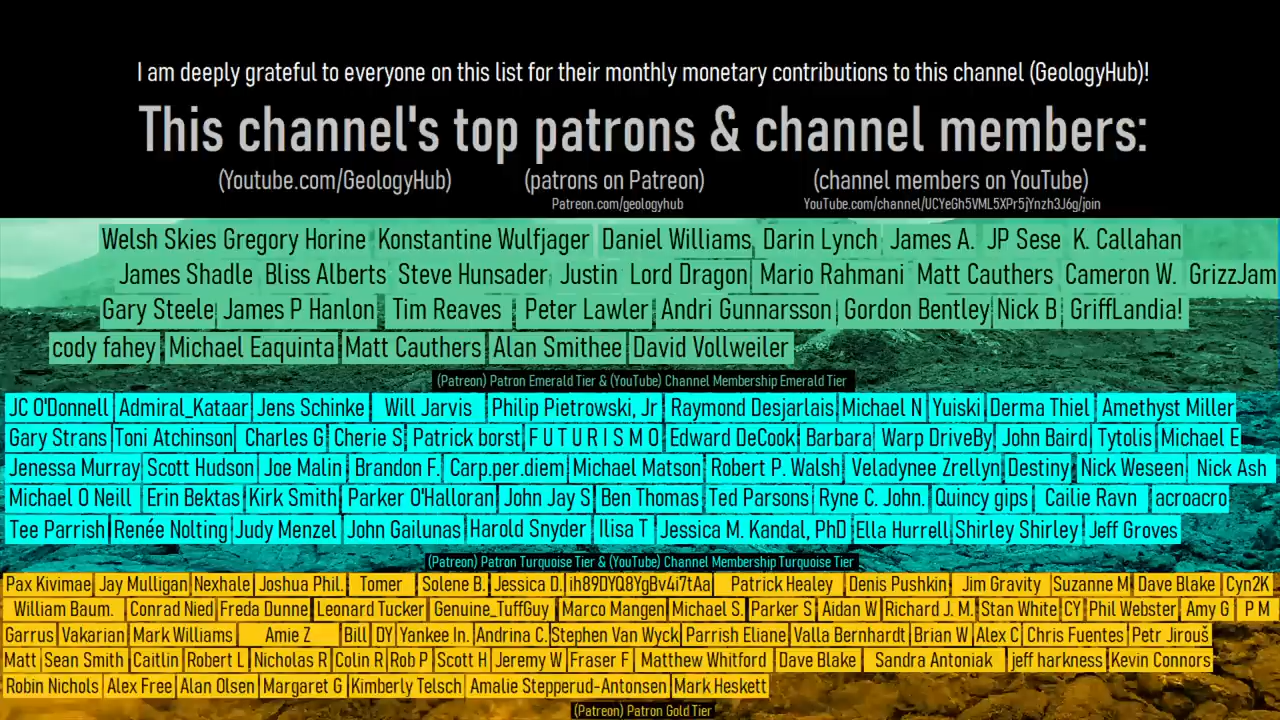 I am deeply grateful to everyone on this list for their monthly monetary contributions to this channel (GeologyHub)!
This channel's top patrons & channel members:
(Youtube.com/GeologyHub) (patrons on Patreon) (channel members on YouTube)
Patreon.com/geologyhub YouTube.com/channel/UCYeGh5VML5XPr5jYnzh3J6g/join
Welsh Skies Gregory Horine Konstantine Wulfjager Daniel Williams Darin Lynch James A. JP Sese K. Callahan
James Shadle Bliss Alberts Steve Hunsader Justin Lord Dragon Mario Rahmani Matt Cauthers Cameron W. GrizzJam
Gary Steele James P Hanlon Tim Reaves Peter Lawler Andri Gunnarsson Gordon Bentley Nick B GriffLandia!
cody fahey Michael Eaquinta Matt Cauthers Alan Smithee David Vollweiler
(Patreon) Patron Emerald Tier & (YouTube) Channel Membership Emerald Tier
JC O'Donnell Admiral_Kataar Jens Schinke Will Jarvis Philip Pietrowski, Jr Raymond Desjarlais Michael N Yuiski Derma Thiel Amethyst Miller
Gary Strans Toni Atchinson Charles G Cherie S Patrick borst F U T U R I S M O Edward DeCook Barbara Warp DriveBy John Baird Tytolis Michael E
Jenessa Murray Scott Hudson Joe Malin Brandon F. Carp.per.diem Michael Matson Robert P. Walsh Veladynee Zrellyn Destiny Nick Weseen Nick Ash
Michael O Neill Erin Bektas Kirk Smith Parker O'Halloran John Jay S Ben Thomas Ted Parsons Ryne C. John. Quincy gips Cailie Ravn acroacro
Tee Parrish Renée Nolting Judy Menzel John Gailunas Harold Snyder Ilisa T Jessica M. Kandal, PhD Ella Hurrell Shirley Shirley Jeff Groves
(Patreon) Patron Turquoise Tier & (YouTube) Channel Membership Turquoise Tier
Pax Kivimae Jay Mulligan Nexhale Joshua Phil. Tomer Solene B. Jessica D. ih89DYQ8YgBv4i7tAa Patrick Healey Denis Pushkin Jim Gravity Suzanne M Dave Blake Cyn2K
William Baum. Conrad Nied Freda Dunne Leonard Tucker Genuine_TuffGuy Marco Mangen Michael S. Parker S Aidan W Richard J. M. Stan White CY Phil Webster Amy G P M
Garrus Vakarian Mark Williams Amie Z Bill DY Yankee In. Andrina C. Stephen Van Wyck Parrish Eliane Valla Bernhardt Brian W Alex C Chris Fuentes Petr Jirouš
Matt Sean Smith Caitlin Robert L Nicholas R Colin R Rob P Scott H Jeremy W Fraser F Matthew Whitford Dave Blake Sandra Antoniak jeff harkness Kevin Connors
Robin Nichols Alex Free Alan Olsen Margaret G Kimberly Telsch Amalie Stepperud-Antonsen Mark Heskett
(Patreon) Patron Gold Tier